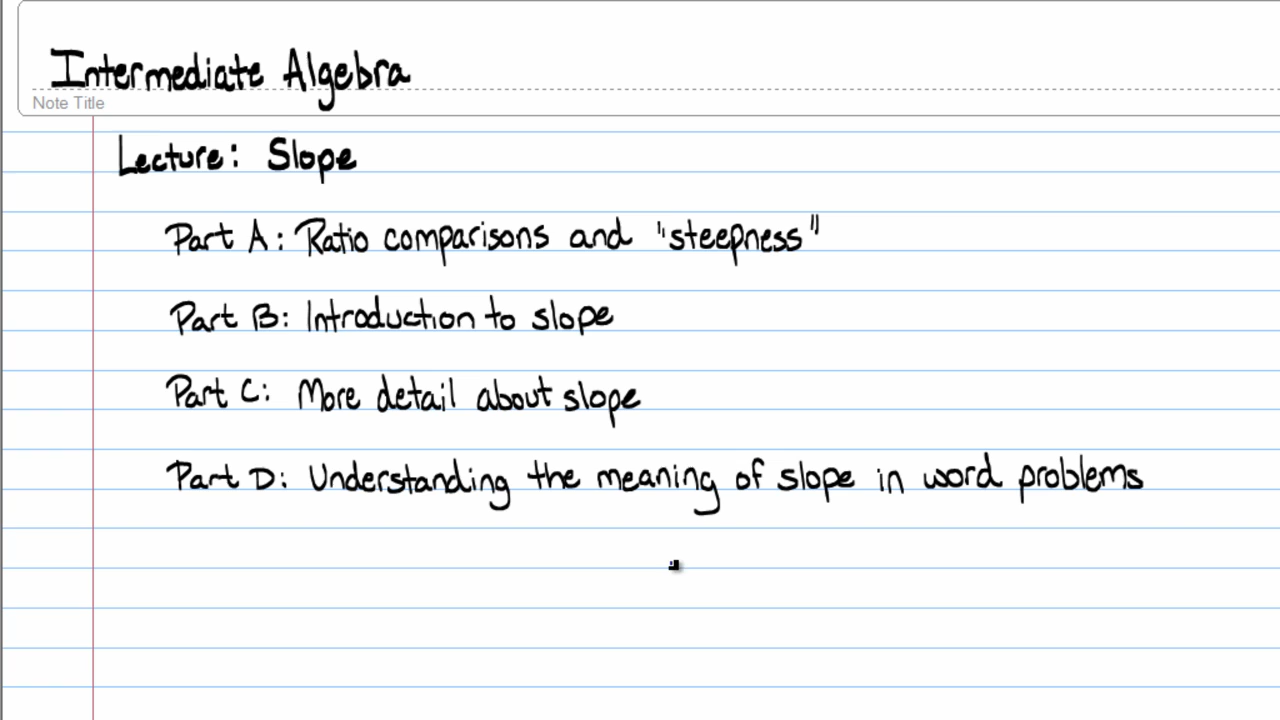 Intermediate Algebra
Note Title
Lecture: Slope
Part A: Ratio comparisons and "steepness"
Part B: Introduction to slope
Part C: More detail about slope
Part D: Understanding the meaning of slope in word problems